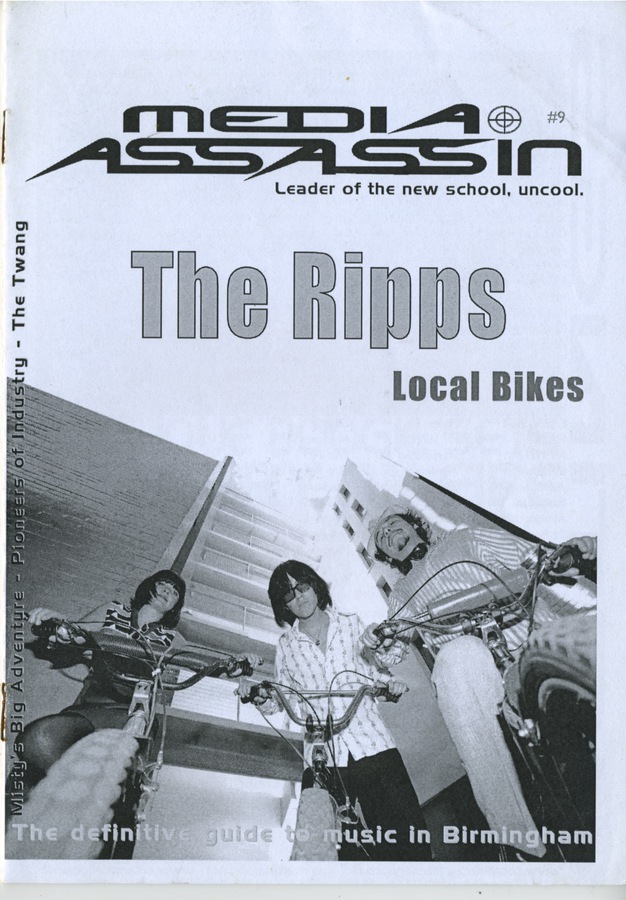 MEDIA
#9
ASSASSIN
Leader of the new school, uncool.
The Ripps
Local Bikes
Misty's Big Adventure - Pioneers of Industry - The Twang
The definitive guide to music in Birmingham